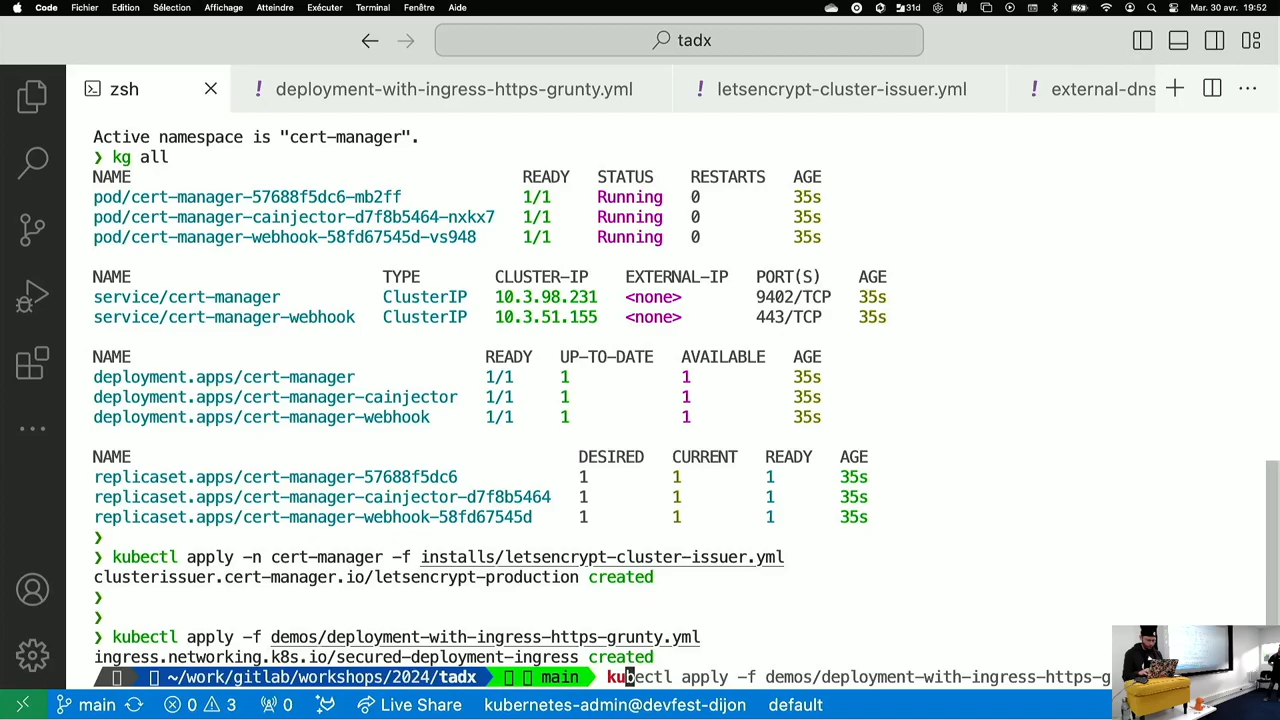 Code Fichier Edition Sélection Affichage Atteindre Exécuter Terminal Fenêtre Aide 31d Mar. 30 avr. 19:52
tadx
zsh deployment-with-ingress-https-grunty.yml letsencrypt-cluster-issuer.yml external-dns
Active namespace is "cert-manager".
❯ kg all
NAME READY STATUS RESTARTS AGE
pod/cert-manager-57688f5dc6-mb2ff 1/1 Running 0 35s
pod/cert-manager-cainjector-d7f8b5464-nxkx7 1/1 Running 0 35s
pod/cert-manager-webhook-58fd67545d-vs948 1/1 Running 0 35s
NAME TYPE CLUSTER-IP EXTERNAL-IP PORT(S) AGE
service/cert-manager ClusterIP 10.3.98.231 <none> 9402/TCP 35s
service/cert-manager-webhook ClusterIP 10.3.51.155 <none> 443/TCP 35s
NAME READY UP-TO-DATE AVAILABLE AGE
deployment.apps/cert-manager 1/1 1 1 35s
deployment.apps/cert-manager-cainjector 1/1 1 1 35s
deployment.apps/cert-manager-webhook 1/1 1 1 35s
NAME DESIRED CURRENT READY AGE
replicaset.apps/cert-manager-57688f5dc6 1 1 1 35s
replicaset.apps/cert-manager-cainjector-d7f8b5464 1 1 1 35s
replicaset.apps/cert-manager-webhook-58fd67545d 1 1 1 35s
❯
❯ kubectl apply -n cert-manager -f installs/letsencrypt-cluster-issuer.yml
clusterissuer.cert-manager.io/letsencrypt-production created
❯
❯
❯ kubectl apply -f demos/deployment-with-ingress-https-grunty.yml
ingress.networking.k8s.io/secured-deployment-ingress created
~/work/gitlab/workshops/2024/tadx main kubectl apply -f demos/deployment-with-ingress-https-g
main 0 3 0 Live Share kubernetes-admin@devfest-dijon default